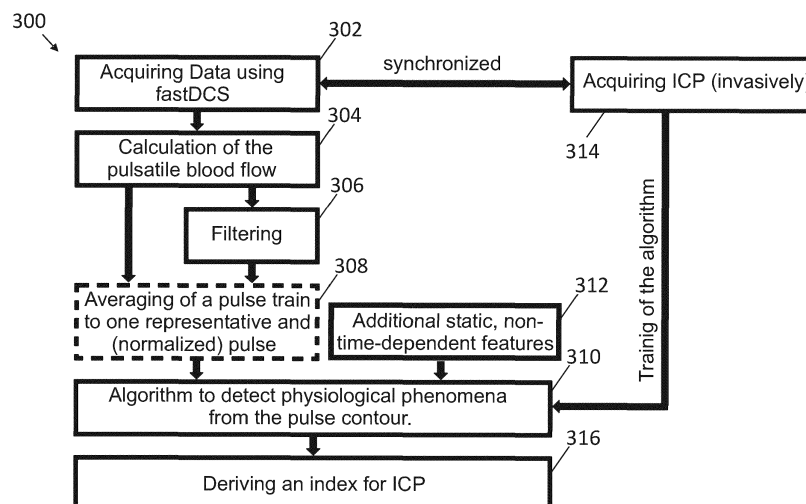 300
302
Acquiring Data using
fastDCS
synchronized
Acquiring ICP (invasively)
314
304
Calculation of the
pulsatile blood flow
306
Filtering
308
Averaging of a pulse train
to one representative and
(normalized) pulse
312
Additional static, non-
time-dependent features
Trainig of the algorithm
310
Algorithm to detect physiological phenomena
from the pulse contour.
316
Deriving an index for ICP